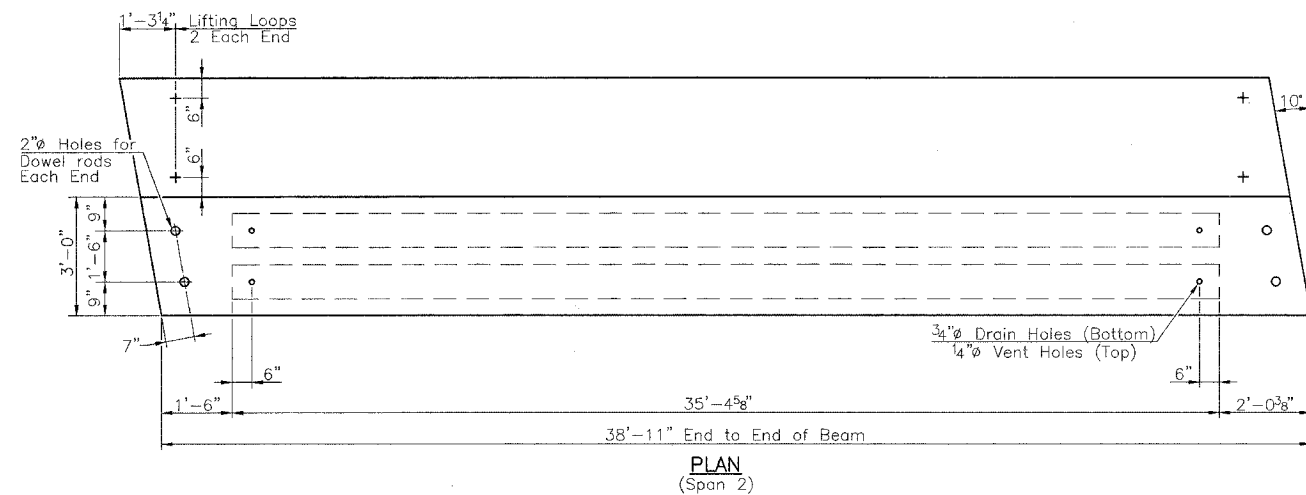 1'-3¼" Lifting Loops
2 Each End
6"
6"
10°
2"ø Holes for
Dowel rods
Each End
3'-0"
9"
1'-6"
9"
7"
¾"ø Drain Holes (Bottom)
¼"ø Vent Holes (Top)
6"
6"
1'-6"
35'-4⅝"
2'-0⅜"
38'-11" End to End of Beam
PLAN
(Span 2)